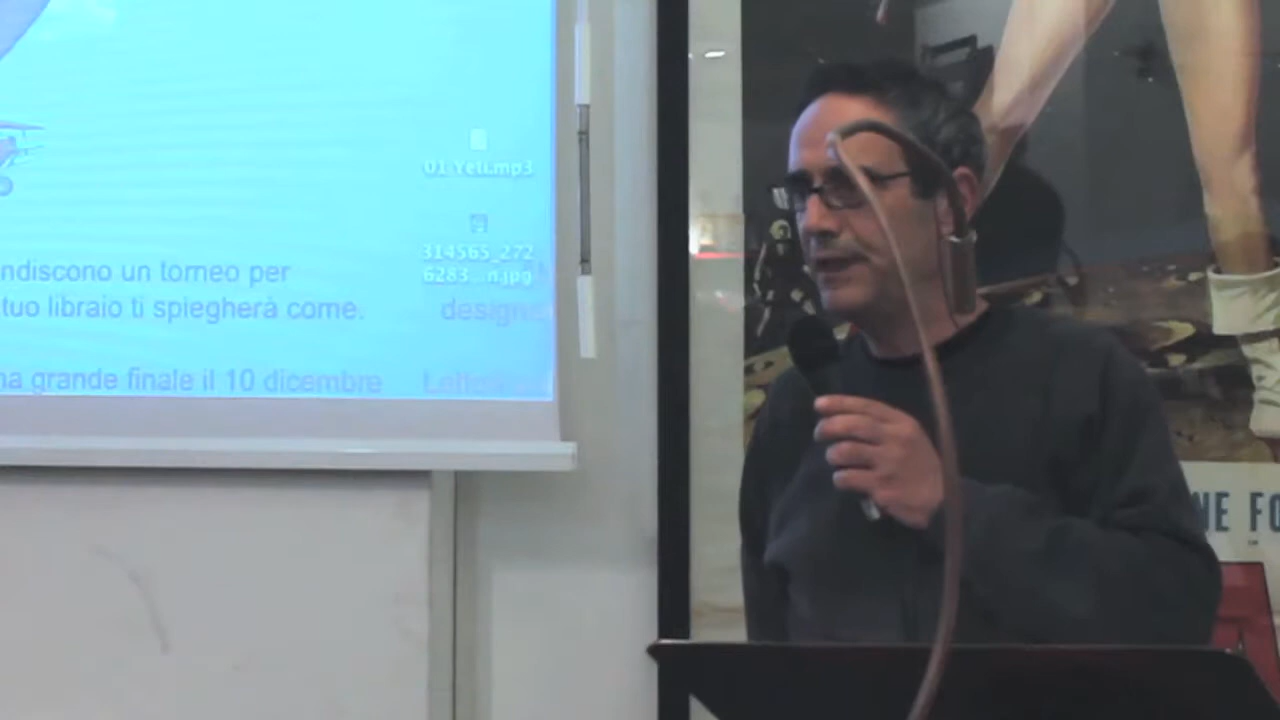 01 Yeti.mp3
314565_272
6283...n.jpg
ndiscono un torneo per
tuo libraio ti spiegherà come.
designe
na grande finale il 10 dicembre
NE FO